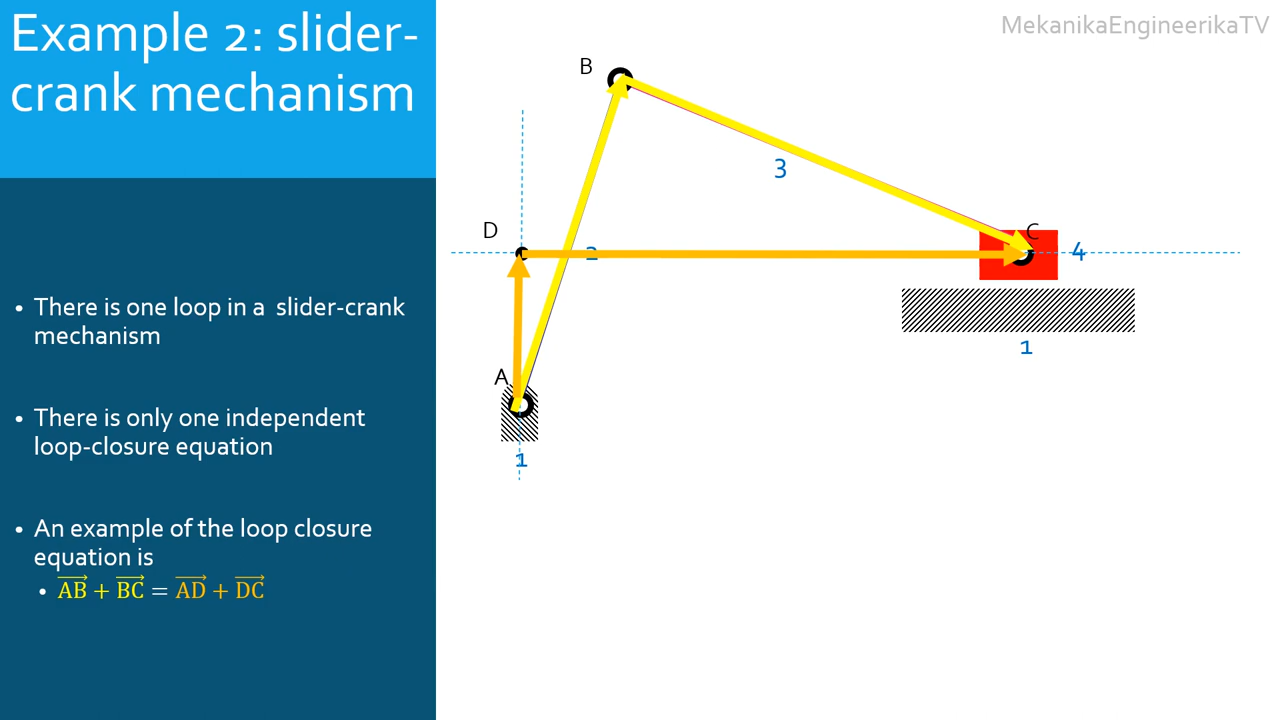 Example 2: slider-
crank mechanism
• There is one loop in a slider-crank
mechanism
• There is only one independent
loop-closure equation
• An example of the loop closure
equation is
• A͞B⃗ + BC⃗ = AD⃗ + DC⃗
MekanikaEngineerikaTV
B
3
D
2
C
4
1
A
1